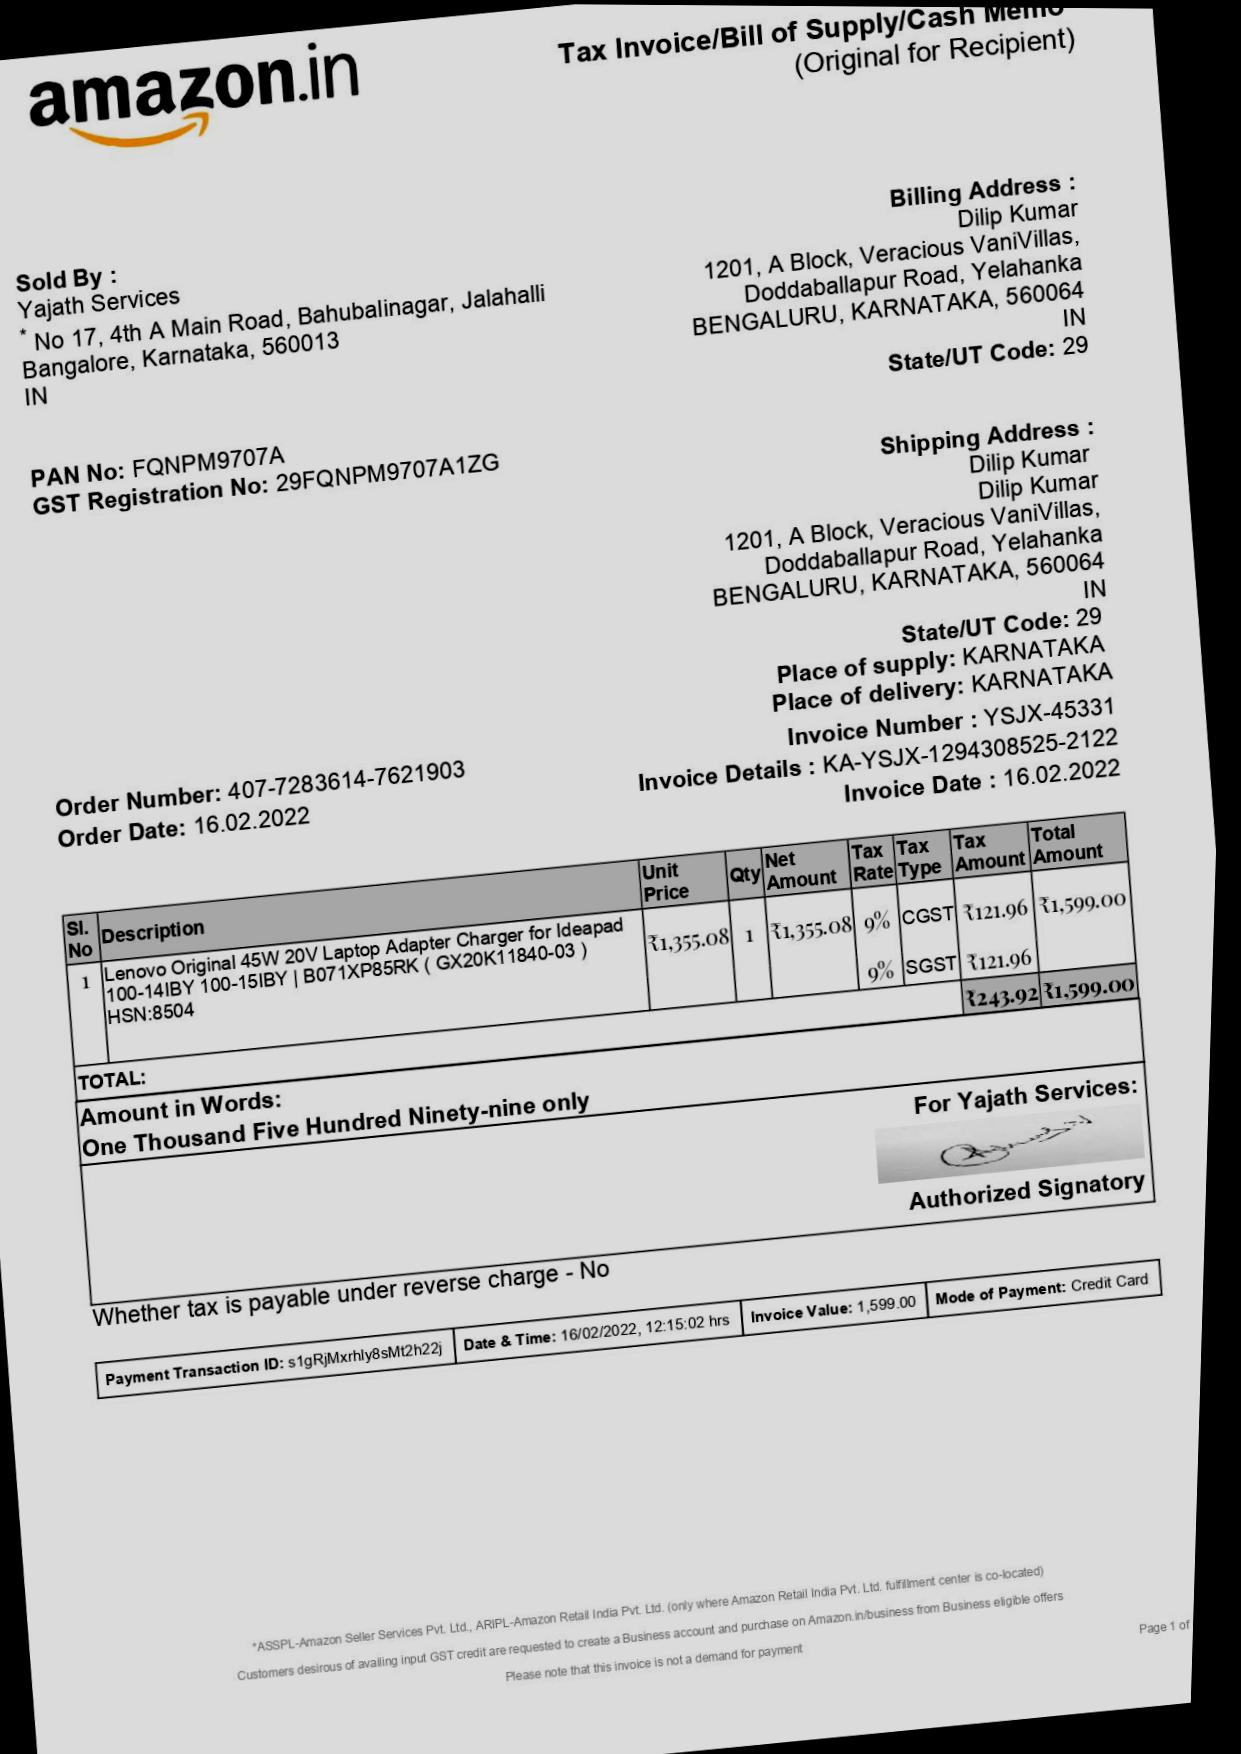 amazon.in
Tax Invoice/Bill of Supply/Cash Memo
(Original for Recipient)
Sold By :
Yajath Services
* No 17, 4th A Main Road, Bahubalinagar, Jalahalli
Bangalore, Karnataka, 560013
IN
PAN No: FQNPM9707A
GST Registration No: 29FQNPM9707A1ZG
Billing Address :
Dilip Kumar
1201, A Block, Veracious VaniVillas,
Doddaballapur Road, Yelahanka
BENGALURU, KARNATAKA, 560064
IN
State/UT Code: 29
Shipping Address :
Dilip Kumar
Dilip Kumar
1201, A Block, Veracious VaniVillas,
Doddaballapur Road, Yelahanka
BENGALURU, KARNATAKA, 560064
IN
State/UT Code: 29
Place of supply: KARNATAKA
Place of delivery: KARNATAKA
Invoice Number : YSJX-45331
Invoice Details : KA-YSJX-1294308525-2122
Invoice Date : 16.02.2022
Order Number: 407-7283614-7621903
Order Date: 16.02.2022
Sl. No Description Unit Price Qty Net Amount Tax Rate Tax Type Tax Amount Total Amount
1 Lenovo Original 45W 20V Laptop Adapter Charger for Ideapad ₹1,355.08 1 ₹1,355.08 9% CGST ₹121.96 ₹1,599.00
100-14IBY 100-15IBY | B071XP85RK ( GX20K11840-03 )
HSN:8504 9% SGST ₹121.96
TOTAL: ₹243.92 ₹1,599.00
Amount in Words:
One Thousand Five Hundred Ninety-nine only
For Yajath Services:
Authorized Signatory
Whether tax is payable under reverse charge - No
Payment Transaction ID: s1gRjMxrhly8sMt2h22j Date & Time: 16/02/2022, 12:15:02 hrs Invoice Value: 1,599.00 Mode of Payment: Credit Card
*ASSPL-Amazon Seller Services Pvt. Ltd., ARIPL-Amazon Retail India Pvt. Ltd. (only where Amazon Retail India Pvt. Ltd. fulfillment center is co-located)
Customers desirous of availing input GST credit are requested to create a Business account and purchase on Amazon.in/business from Business eligible offers
Please note that this invoice is not a demand for payment
Page 1 of